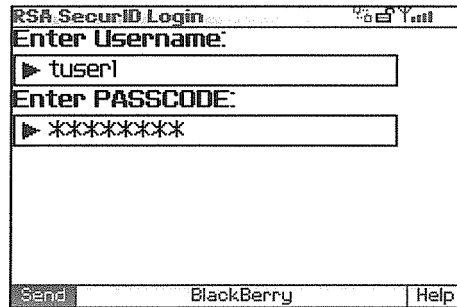 RSA SecurID Login
Enter Username:
tuser1
Enter PASSCODE:
********
Send BlackBerry Help